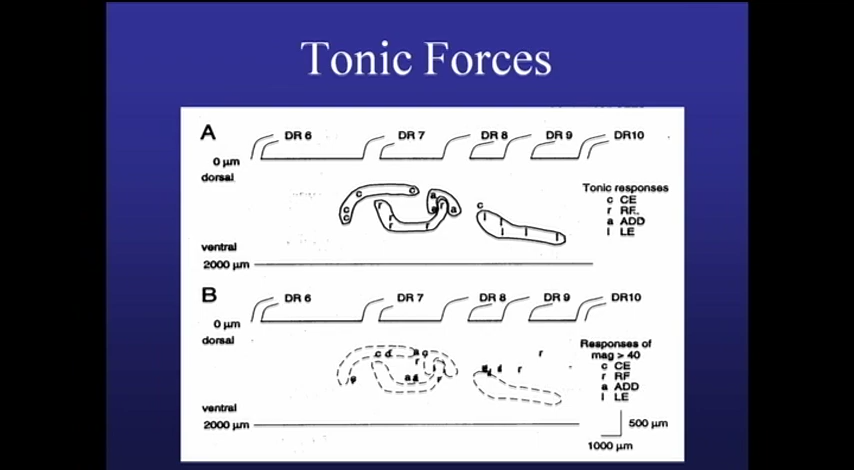 Tonic Forces
A
DR 6 DR 7 DR 8 DR 9 DR10
0 µm
dorsal
Tonic responses
c CE
r RF
a ADD
l LE
c c c c r r r r a a r a c l l l l l
ventral
2000 µm
B
DR 6 DR 7 DR 8 DR 9 DR10
0 µm
dorsal
Responses of
mag > 40
c CE
r RF
a ADD
l LE
ventral
2000 µm
500 µm
1000 µm